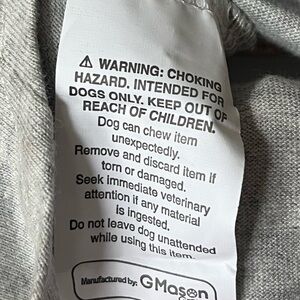 ⚠ WARNING: CHOKING
HAZARD. INTENDED FOR
DOGS ONLY. KEEP OUT OF
REACH OF CHILDREN.
Dog can chew item
unexpectedly.
Remove and discard item if
torn or damaged.
Seek immediate veterinary
attention if any material
is ingested.
Do not leave dog unattended
while using this item.
Manufactured by: GMason